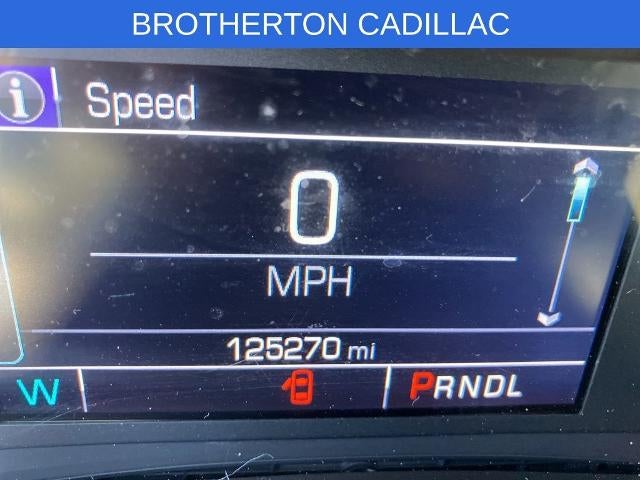 BROTHERTON CADILLAC
i Speed
0
MPH
125270 mi
W PRNDL